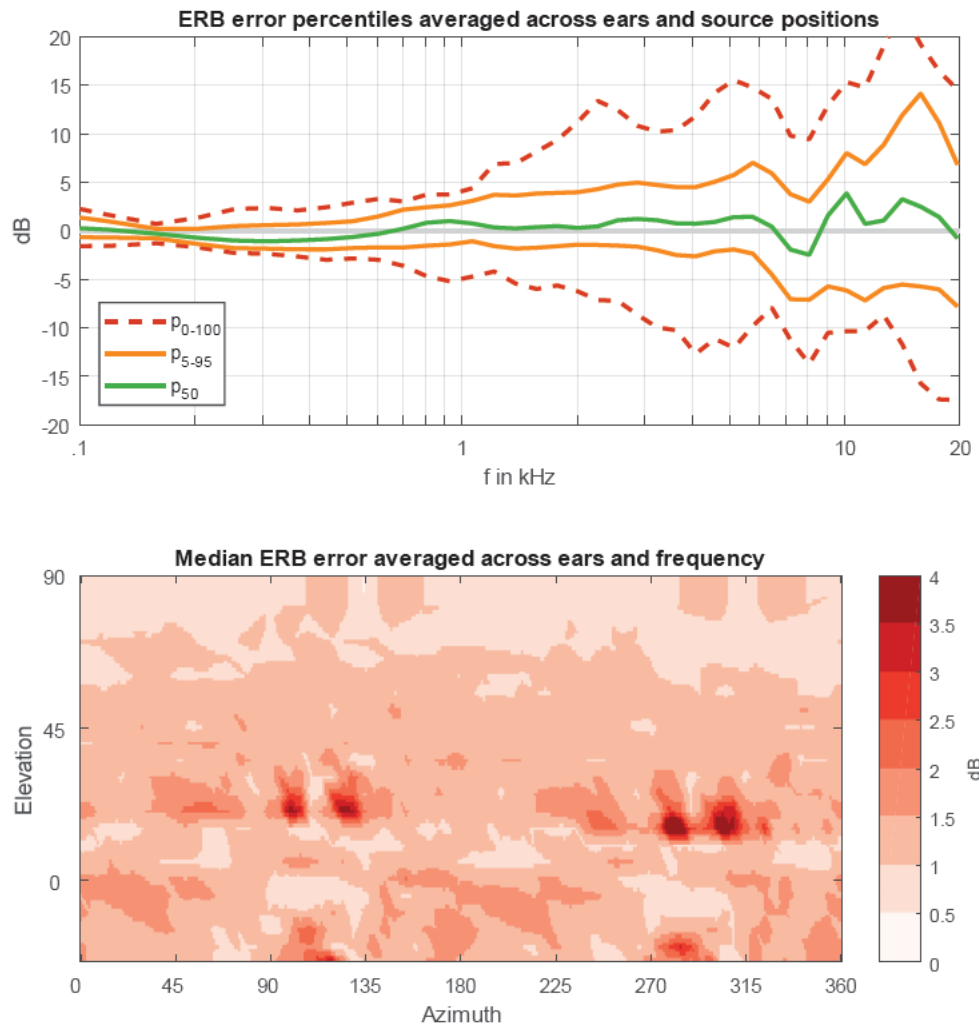 ERB error percentiles averaged across ears and source positions
20
15
10
5
0
-5
-10
-15
-20
dB
p0-100
p5-95
p50
.1 1 10 20
f in kHz
Median ERB error averaged across ears and frequency
90
45
0
Elevation
0 45 90 135 180 225 270 315 360
Azimuth
4
3.5
3
2.5
2
1.5
1
0.5
0
dB